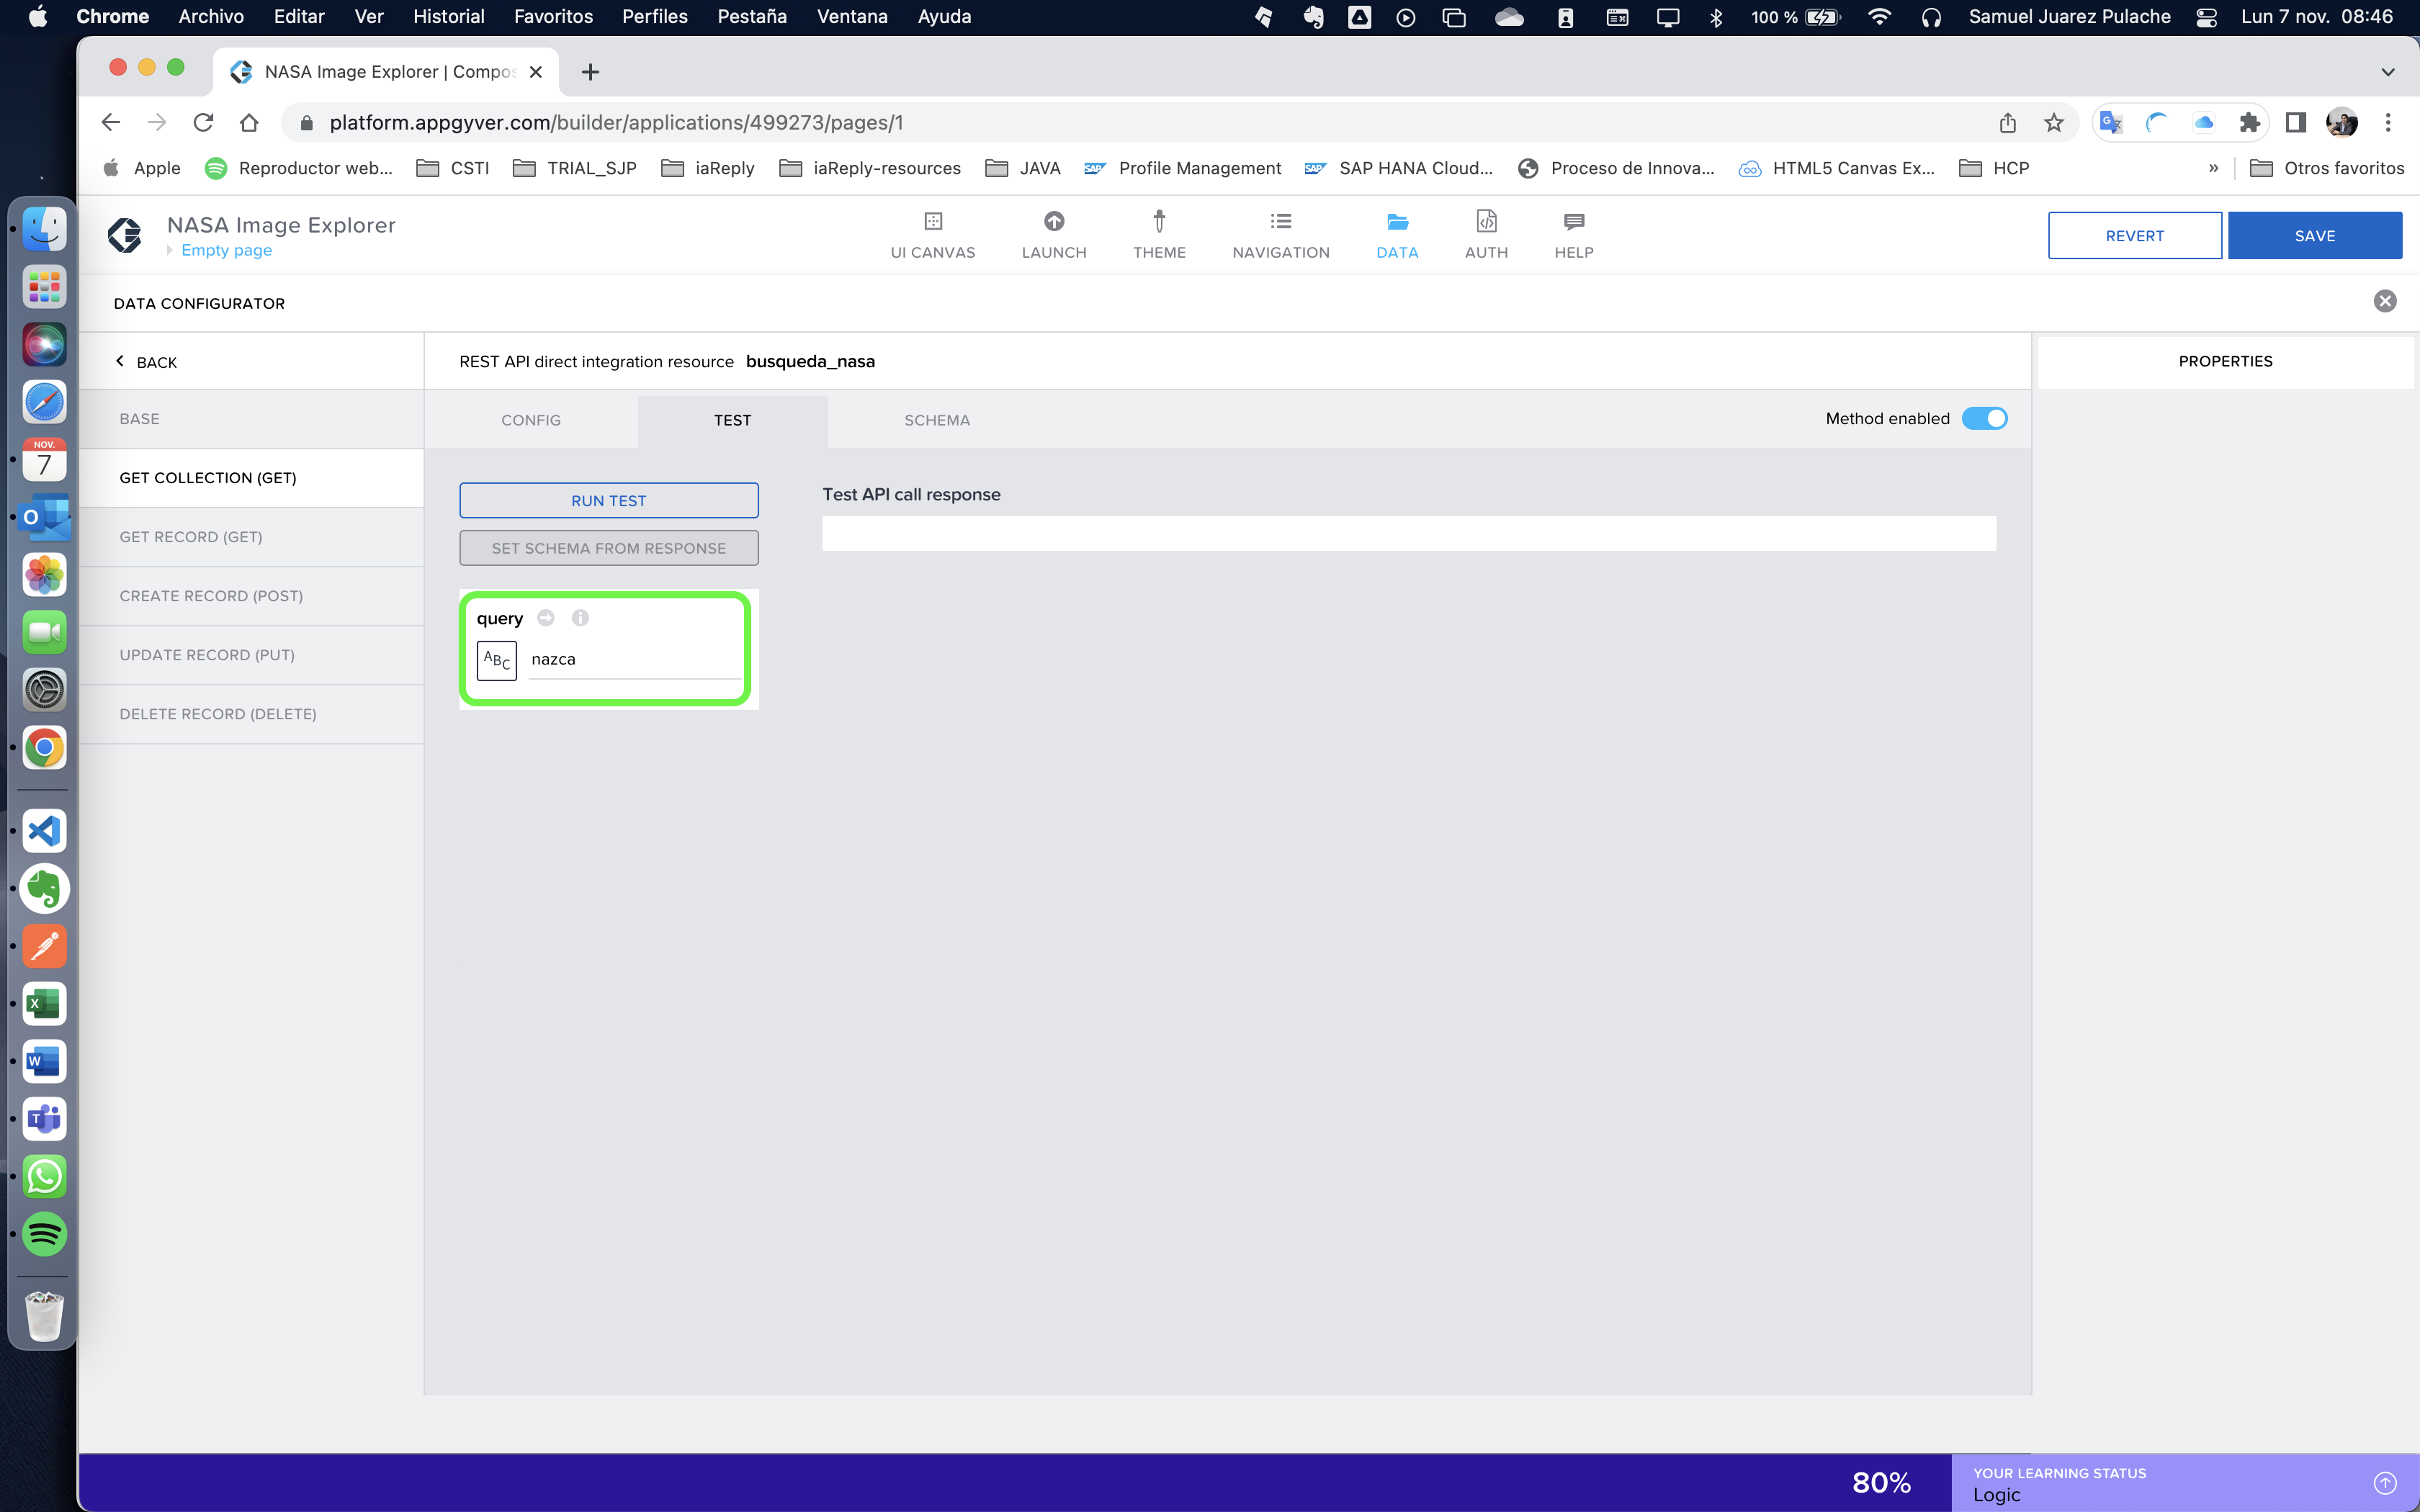 Chrome Archivo Editar Ver Historial Favoritos Perfiles Pestaña Ventana Ayuda 100 % Samuel Juarez Pulache Lun 7 nov. 08:46
NASA Image Explorer | Compos
platform.appgyver.com/builder/applications/499273/pages/1
Apple Reproductor web... CSTI TRIAL_SJP iaReply iaReply-resources JAVA SAP Profile Management SAP SAP HANA Cloud... Proceso de Innova... HTML5 Canvas Ex... HCP » Otros favoritos
NASA Image Explorer
Empty page
UI CANVAS LAUNCH THEME NAVIGATION DATA AUTH HELP
REVERT SAVE
DATA CONFIGURATOR
BACK
REST API direct integration resource busqueda_nasa
PROPERTIES
BASE
GET COLLECTION (GET)
GET RECORD (GET)
CREATE RECORD (POST)
UPDATE RECORD (PUT)
DELETE RECORD (DELETE)
CONFIG TEST SCHEMA
Method enabled
RUN TEST
SET SCHEMA FROM RESPONSE
Test API call response
query
ABC nazca
NOV.
7
80%
YOUR LEARNING STATUS
Logic